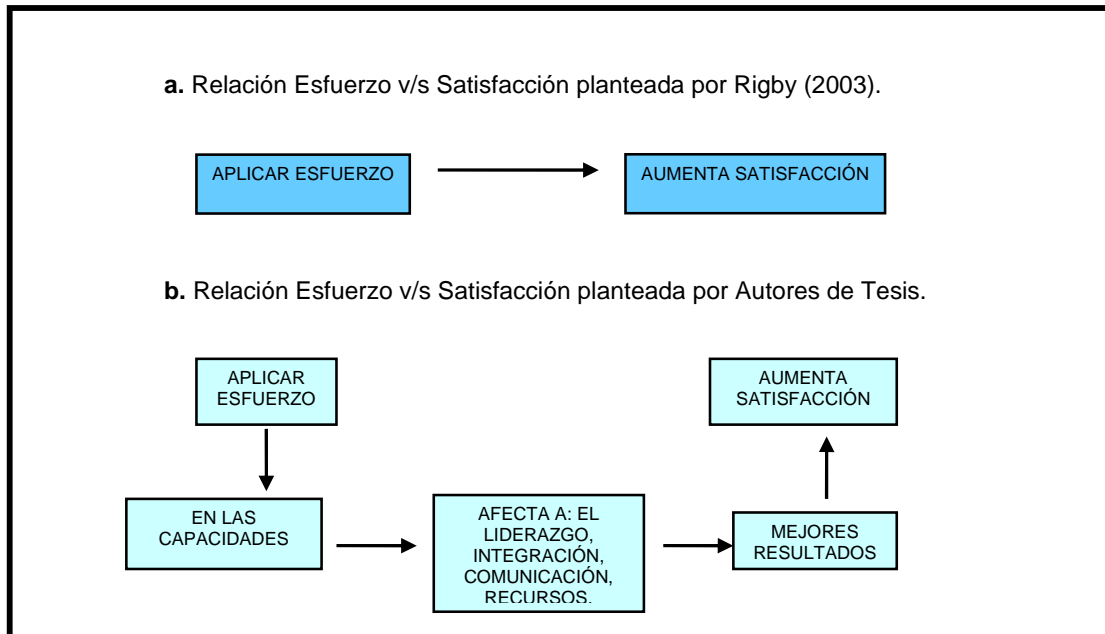 a. Relación Esfuerzo v/s Satisfacción planteada por Rigby (2003).
APLICAR ESFUERZO
AUMENTA SATISFACCIÓN
b. Relación Esfuerzo v/s Satisfacción planteada por Autores de Tesis.
APLICAR
ESFUERZO
EN LAS
CAPACIDADES
AFECTA A: EL
LIDERAZGO,
INTEGRACIÓN,
COMUNICACIÓN,
RECURSOS.
MEJORES
RESULTADOS
AUMENTA
SATISFACCIÓN